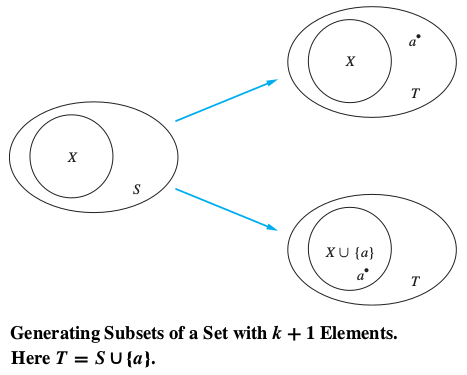 X
S
X
a
T
X ∪ {a}
a
T
Generating Subsets of a Set with k + 1 Elements.
Here T = S ∪ {a}.